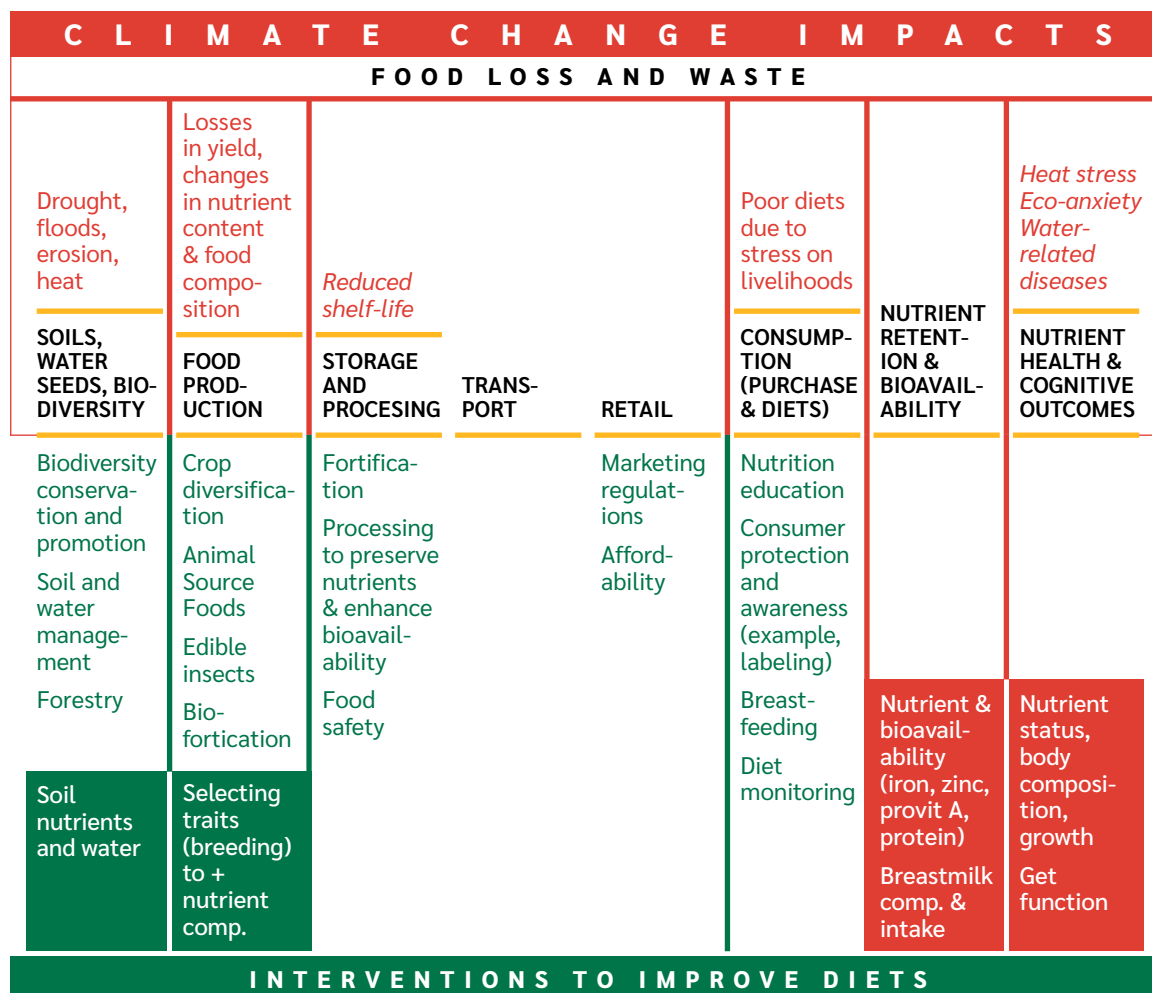 CLIMATE CHANGE IMPACTS
FOOD LOSS AND WASTE
Drought,
floods,
erosion,
heat
SOILS,
WATER
SEEDS, BIO-
DIVERSITY
Biodiversity
conserva-
tion and
promotion
Soil and
water
manage-
ment
Forestry
Soil
nutrients
and water
Losses
in yield,
changes
in nutrient
content
& food
compo-
sition
FOOD
PROD-
UCTION
Crop
diversifica-
tion
Animal
Source
Foods
Edible
insects
Bio-
fortication
Selecting
traits
(breeding)
to +
nutrient
comp.
Reduced
shelf-life
STORAGE
AND
PROCESING
Fortifica-
tion
Processing
to preserve
nutrients
& enhance
bioavail-
ability
Food
safety
TRANS-
PORT
RETAIL
Marketing
regulat-
ions
Afford-
ability
Poor diets
due to
stress on
livelihoods
CONSUMP-
TION
(PURCHASE
& DIETS)
Nutrition
education
Consumer
protection
and
awareness
(example,
labeling)
Breast-
feeding
Diet
monitoring
NUTRIENT
RETENT-
ION &
BIOAVAIL-
ABILITY
Nutrient &
bioavail-
ability
(iron, zinc,
provit A,
protein)
Breastmilk
comp. &
intake
Heat stress
Eco-anxiety
Water-
related
diseases
NUTRIENT
HEALTH &
COGNITIVE
OUTCOMES
Nutrient
status,
body
composi-
tion,
growth
Get
function
INTERVENTIONS TO IMPROVE DIETS